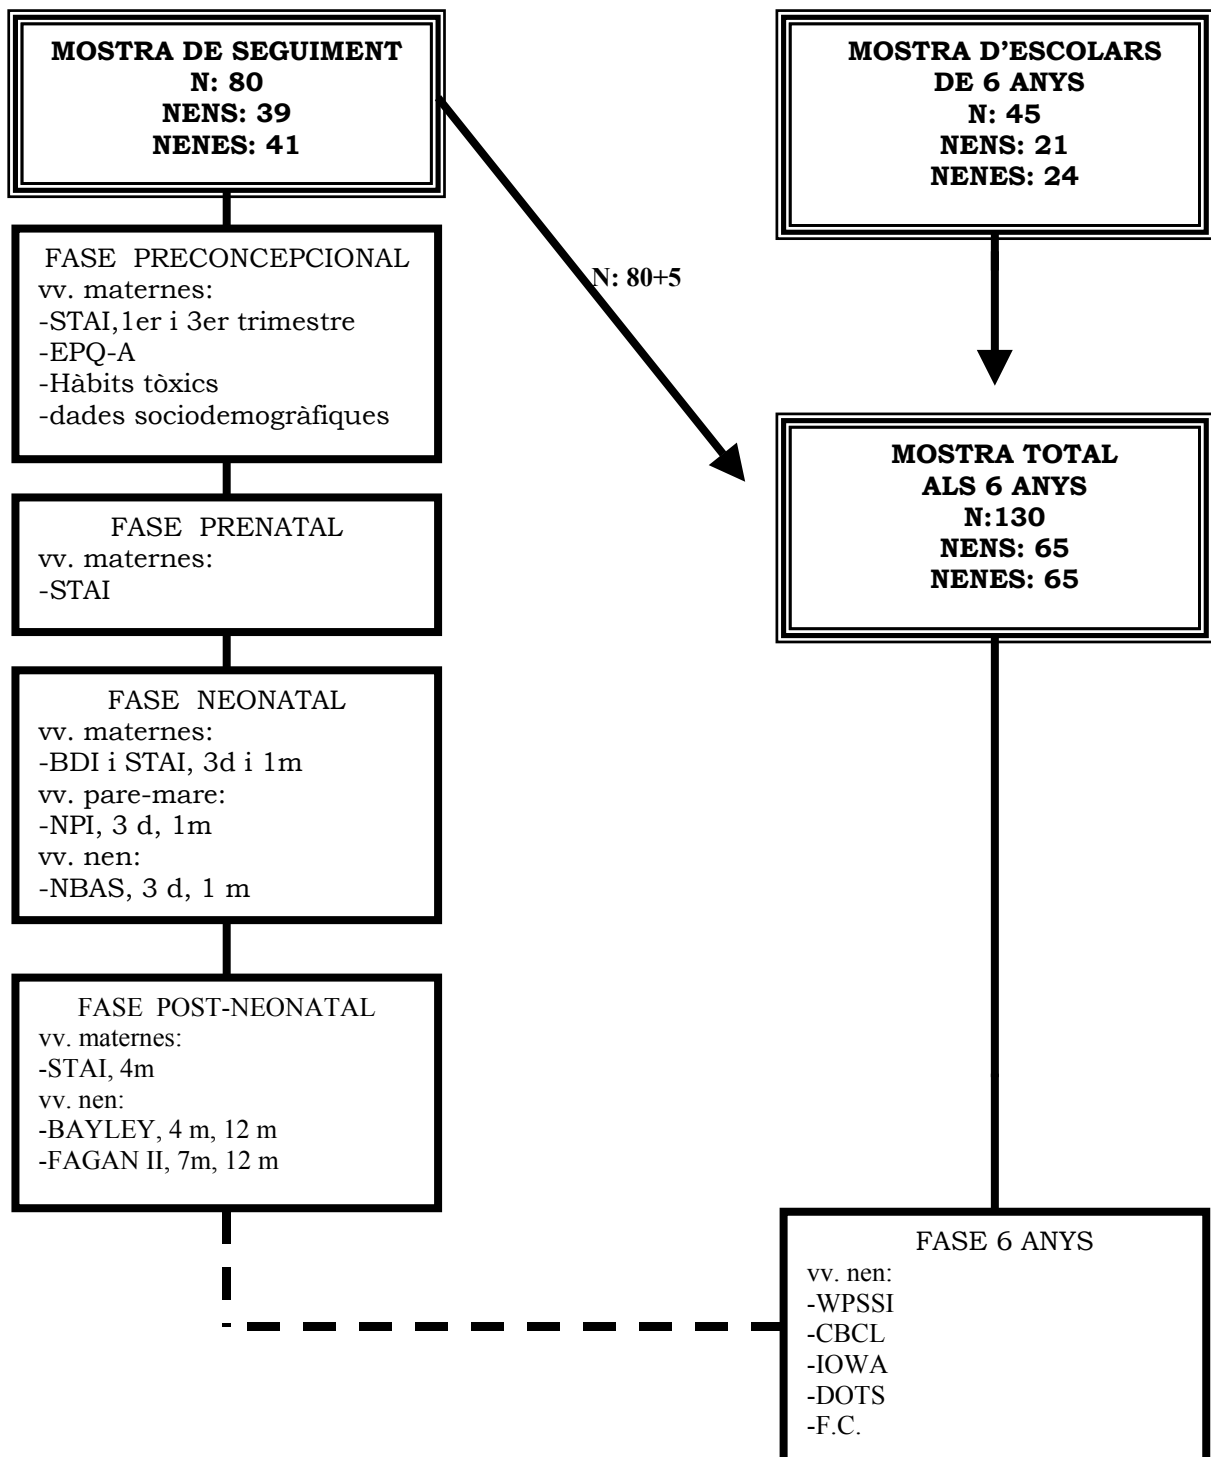 MOSTRA DE SEGUIMENT
N: 80
NENS: 39
NENES: 41
MOSTRA D'ESCOLARS
DE 6 ANYS
N: 45
NENS: 21
NENES: 24
FASE PRECONCEPCIONAL
vv. maternes:
-STAI,1er i 3er trimestre
-EPQ-A
-Hàbits tòxics
-dades sociodemogràfiques
N: 80+5
MOSTRA TOTAL
ALS 6 ANYS
N:130
NENS: 65
NENES: 65
FASE PRENATAL
vv. maternes:
-STAI
FASE NEONATAL
vv. maternes:
-BDI i STAI, 3d i 1m
vv. pare-mare:
-NPI, 3 d, 1m
vv. nen:
-NBAS, 3 d, 1 m
FASE POST-NEONATAL
vv. maternes:
-STAI, 4m
vv. nen:
-BAYLEY, 4 m, 12 m
-FAGAN II, 7m, 12 m
FASE 6 ANYS
vv. nen:
-WPSSI
-CBCL
-IOWA
-DOTS
-F.C.